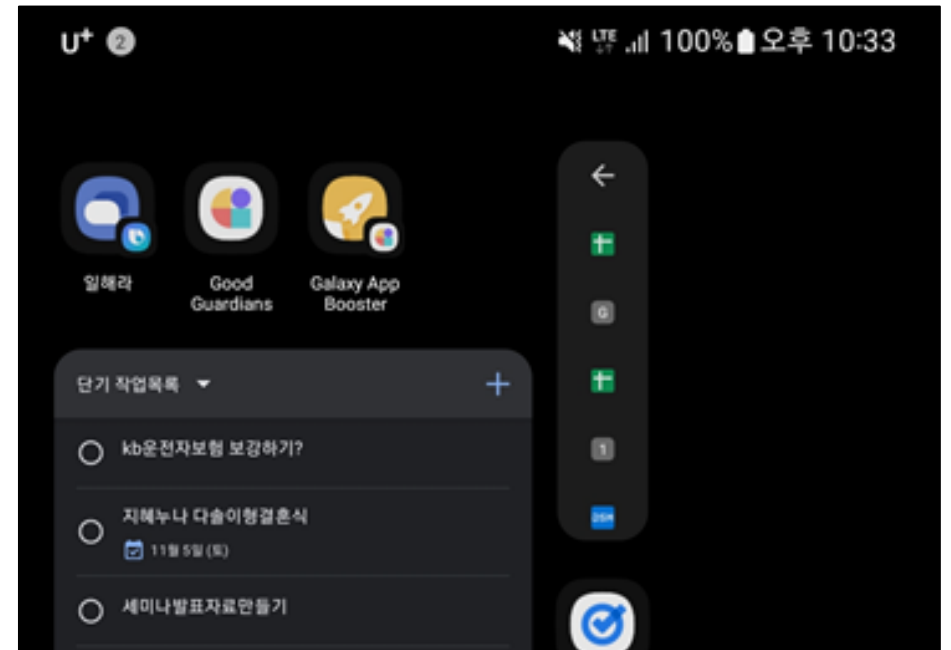 U+ 2
LTE 100% 오후 10:33
일해라
Good
Guardians
Galaxy App
Booster
단기 작업목록
kb운전자보험 보강하기?
지혜누나 다솔이형결혼식
11월 5일 (토)
세미나발표자료만들기
G
1
DSM